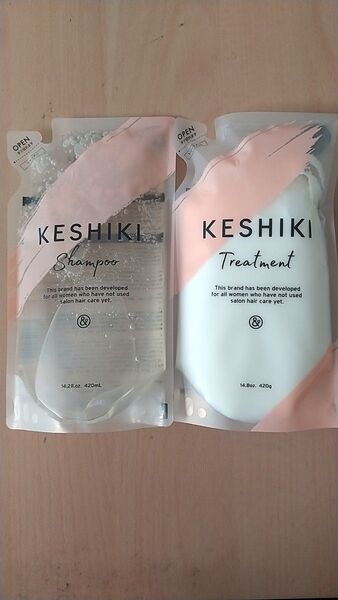 OPEN
KESHIKI
Shampoo
This brand has been developed
for all women who have not used
salon hair care yet.
&
14.2fl.oz. 420mL
OPEN
KESHIKI
Treatment
This brand has been developed
for all women who have not used
salon hair care yet.
&
14.8oz. 420g